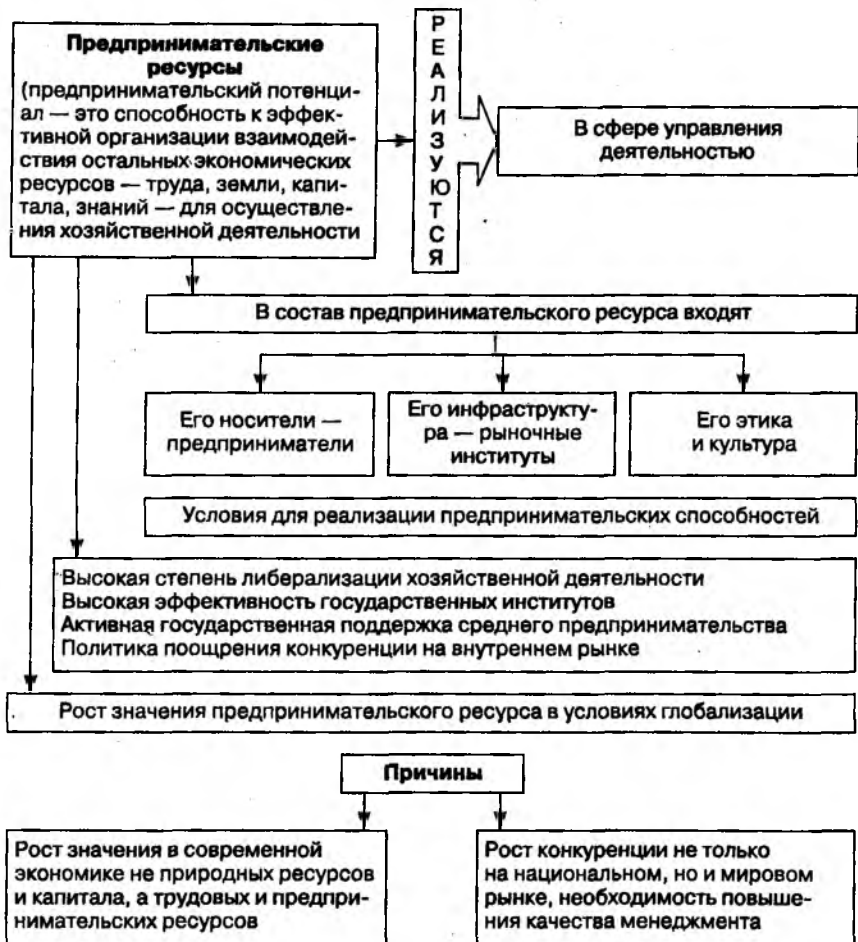 Предпринимательские
ресурсы
(предпринимательский потенци-
ал — это способность к эффек-
тивной организации взаимодей-
ствия остальных экономических
ресурсов — труда, земли, капи-
тала, знаний — для осуществле-
ния хозяйственной деятельности
РЕАЛИЗУЮТСЯ
В сфере управления
деятельностью
В состав предпринимательского ресурса входят
Его носители —
предприниматели
Его инфраструкту-
ра — рыночные
институты
Его этика
и культура
Условия для реализации предпринимательских способностей
Высокая степень либерализации хозяйственной деятельности
Высокая эффективность государственных институтов
Активная государственная поддержка среднего предпринимательства
Политика поощрения конкуренции на внутреннем рынке
Рост значения предпринимательского ресурса в условиях глобализации
Причины
Рост значения в современной
экономике не природных ресурсов
и капитала, а трудовых и предпри-
нимательских ресурсов
Рост конкуренции не только
на национальном, но и мировом
рынке, необходимость повыше-
ния качества менеджмента